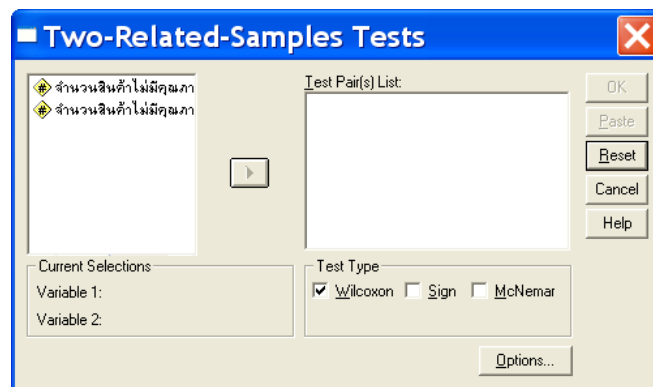 Two-Related-Samples Tests
จำนวนสินค้าไม่มีคุณภา
จำนวนสินค้าไม่มีคุณภา
Test Pair(s) List:
OK
Paste
Reset
Cancel
Help
Current Selections
Variable 1:
Variable 2:
Test Type
Wilcoxon Sign McNemar
Options...